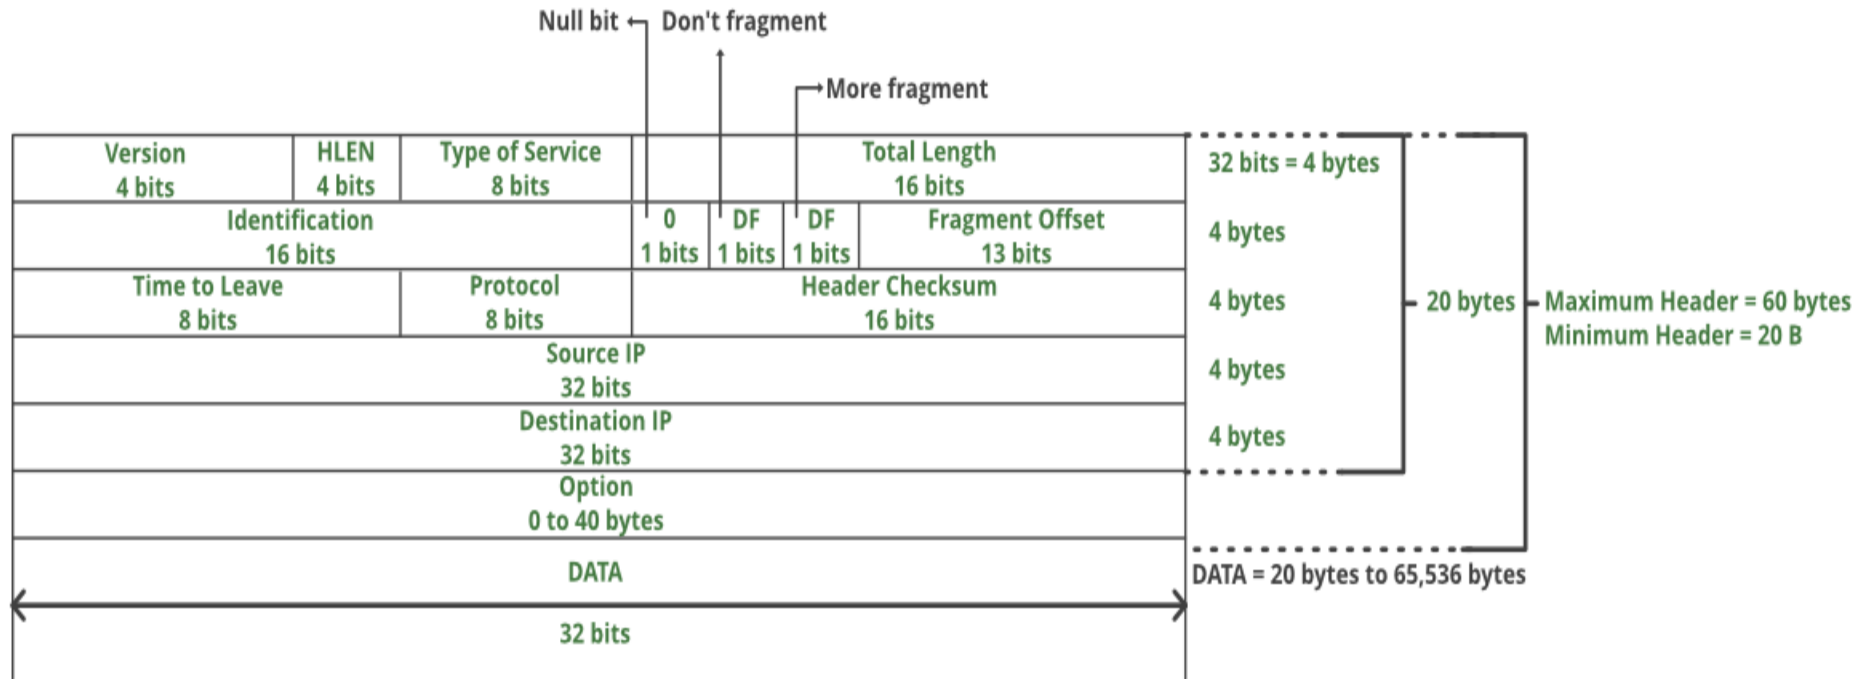 Null bit
Don't fragment
More fragment
Version
4 bits
HLEN
4 bits
Type of Service
8 bits
Total Length
16 bits
32 bits = 4 bytes
Identification
16 bits
0
1 bits
DF
1 bits
DF
1 bits
Fragment Offset
13 bits
4 bytes
Time to Leave
8 bits
Protocol
8 bits
Header Checksum
16 bits
4 bytes
20 bytes
Maximum Header = 60 bytes
Minimum Header = 20 B
Source IP
32 bits
4 bytes
Destination IP
32 bits
4 bytes
Option
0 to 40 bytes
DATA
DATA = 20 bytes to 65,536 bytes
32 bits